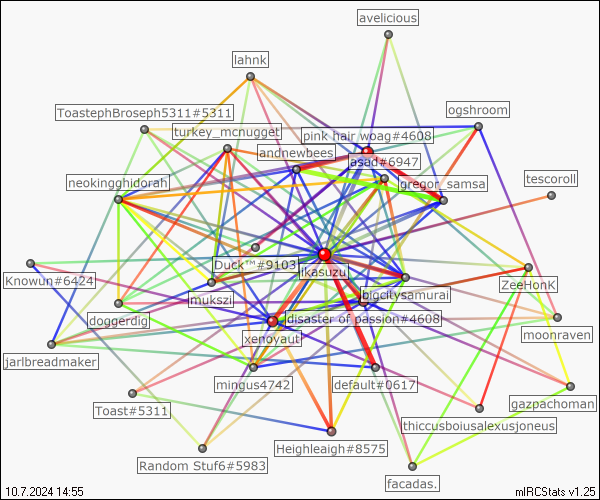 avelicious
lahnk
ToastephBroseph5311#5311
ogshroom
turkey_mcnugget
pink hair woag#4608
andnewbees
asad#6947
neokingghidorah
gregor_samsa
tescoroll
Duck™#9103
ikasuzu
Knowun#6424
mukszi
bigcitysamurai
ZeeHonK
doggerdig
disaster of passion#4608
moonraven
xenoyaut
jarlbreadmaker
mingus4742
default#0617
gazpachoman
Toast#5311
thiccusboiusalexusjoneus
Heighleaigh#8575
Random Stuf6#5983
facadas.
10.7.2024 14:55
mIRCStats v1.25